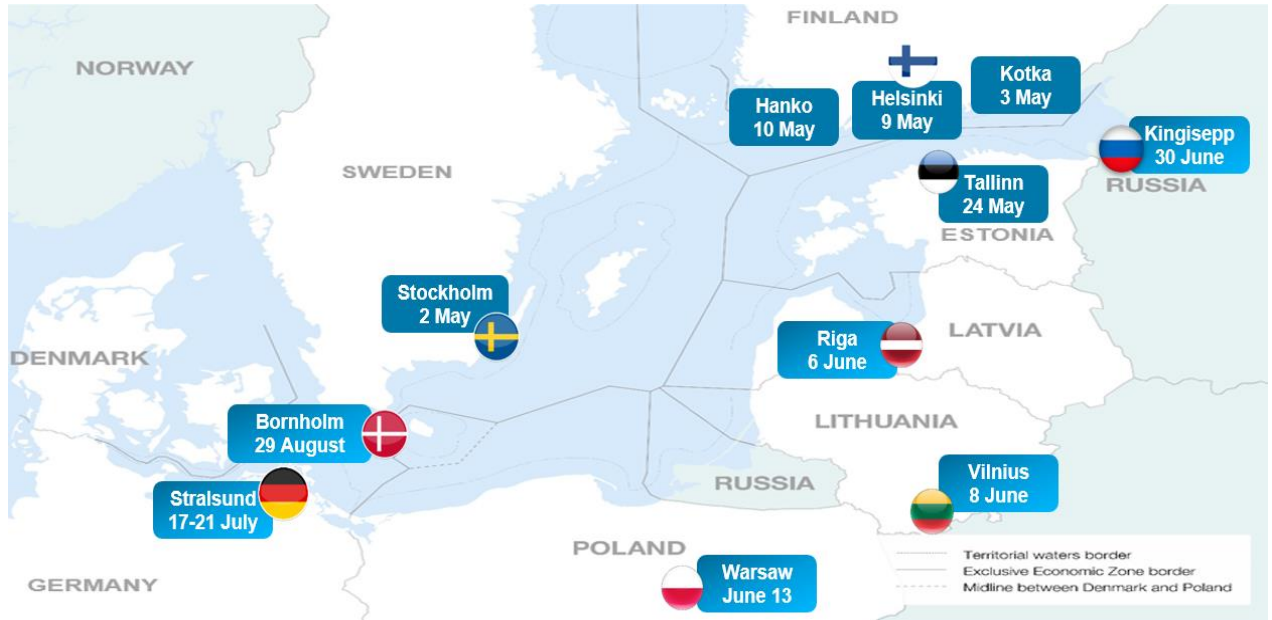 FINLAND
NORWAY
Kotka
3 May
Helsinki
9 May
Hanko
10 May
Kingisepp
30 June
SWEDEN
RUSSIA
Tallinn
24 May
ESTONIA
Stockholm
2 May
DENMARK
LATVIA
Riga
6 June
LITHUANIA
Bornholm
29 August
Vilnius
8 June
RUSSIA
Stralsund
17-21 July
POLAND
Warsaw
June 13
GERMANY
Territorial waters border
Exclusive Economic Zone border
Midline between Denmark and Poland